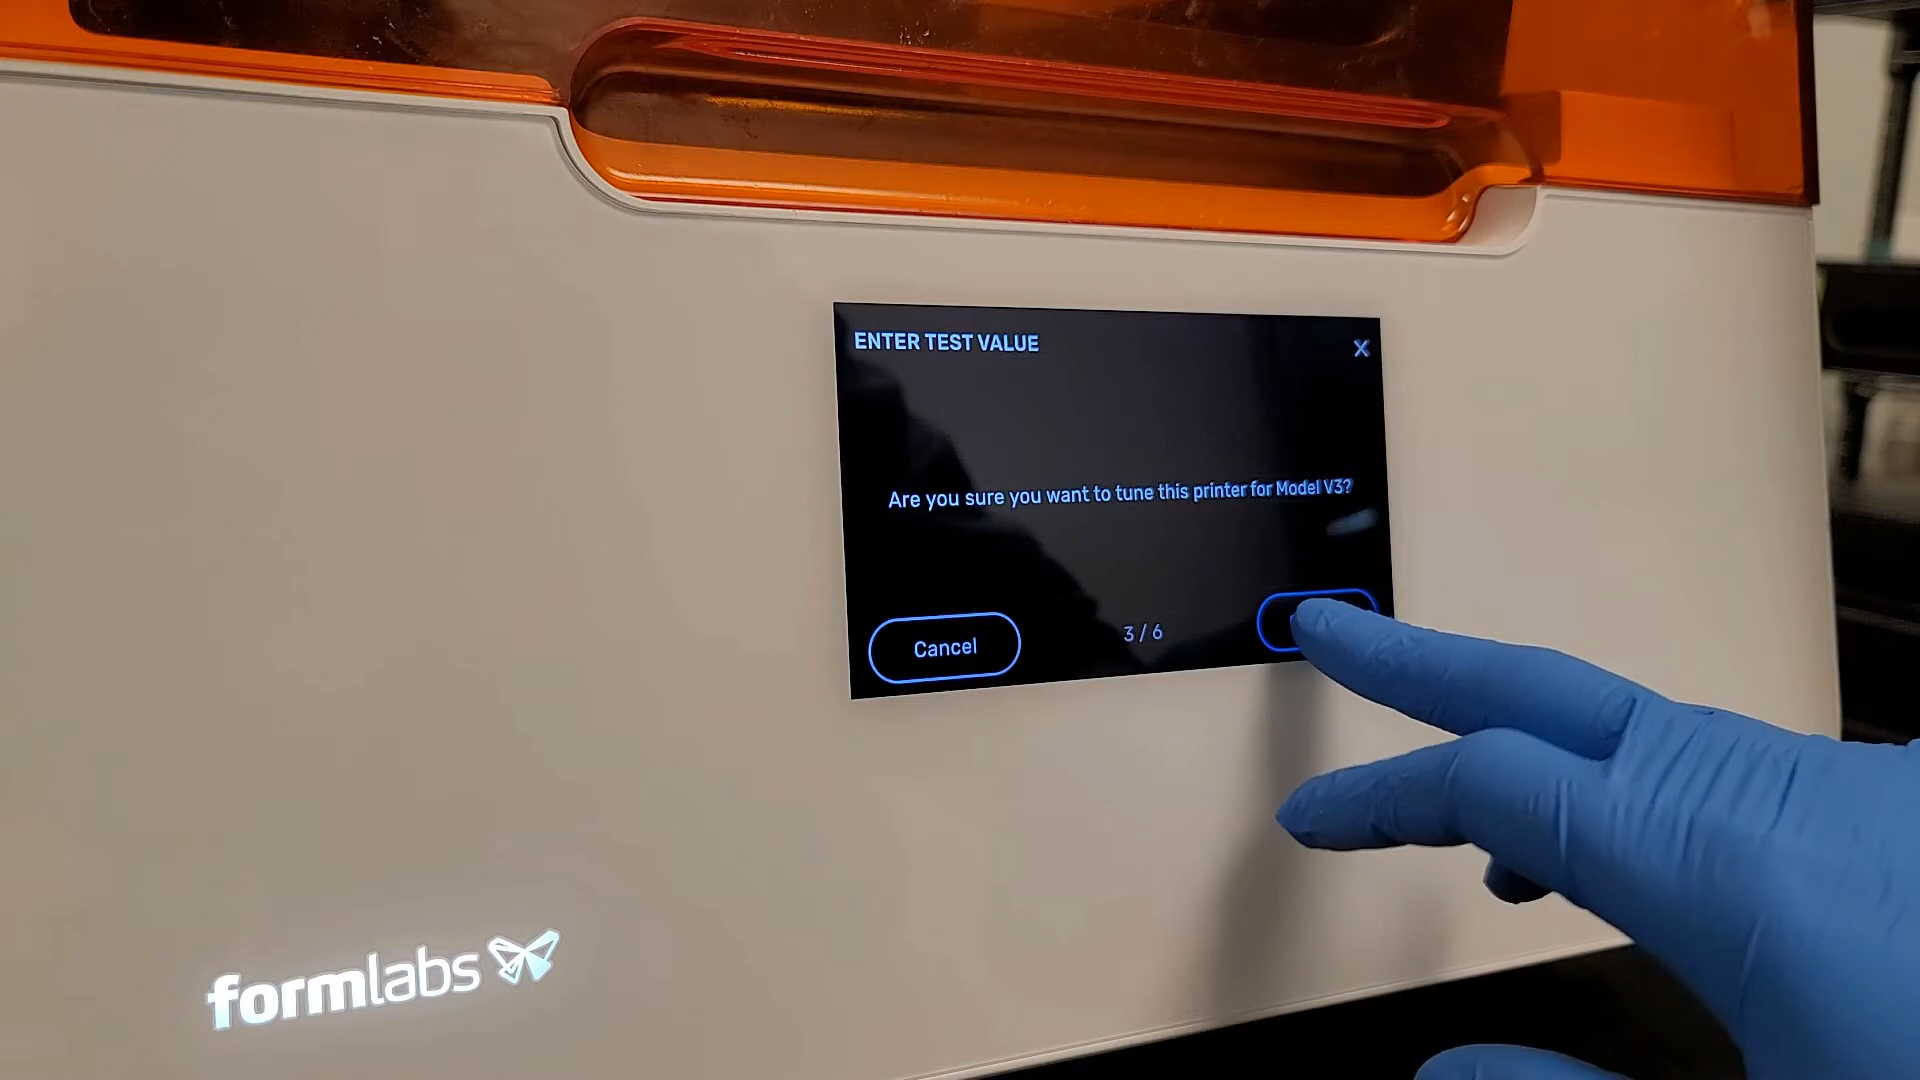 ENTER TEST VALUE
X
Are you sure you want to tune this printer for Model V3?
Cancel
3 / 6
formlabs